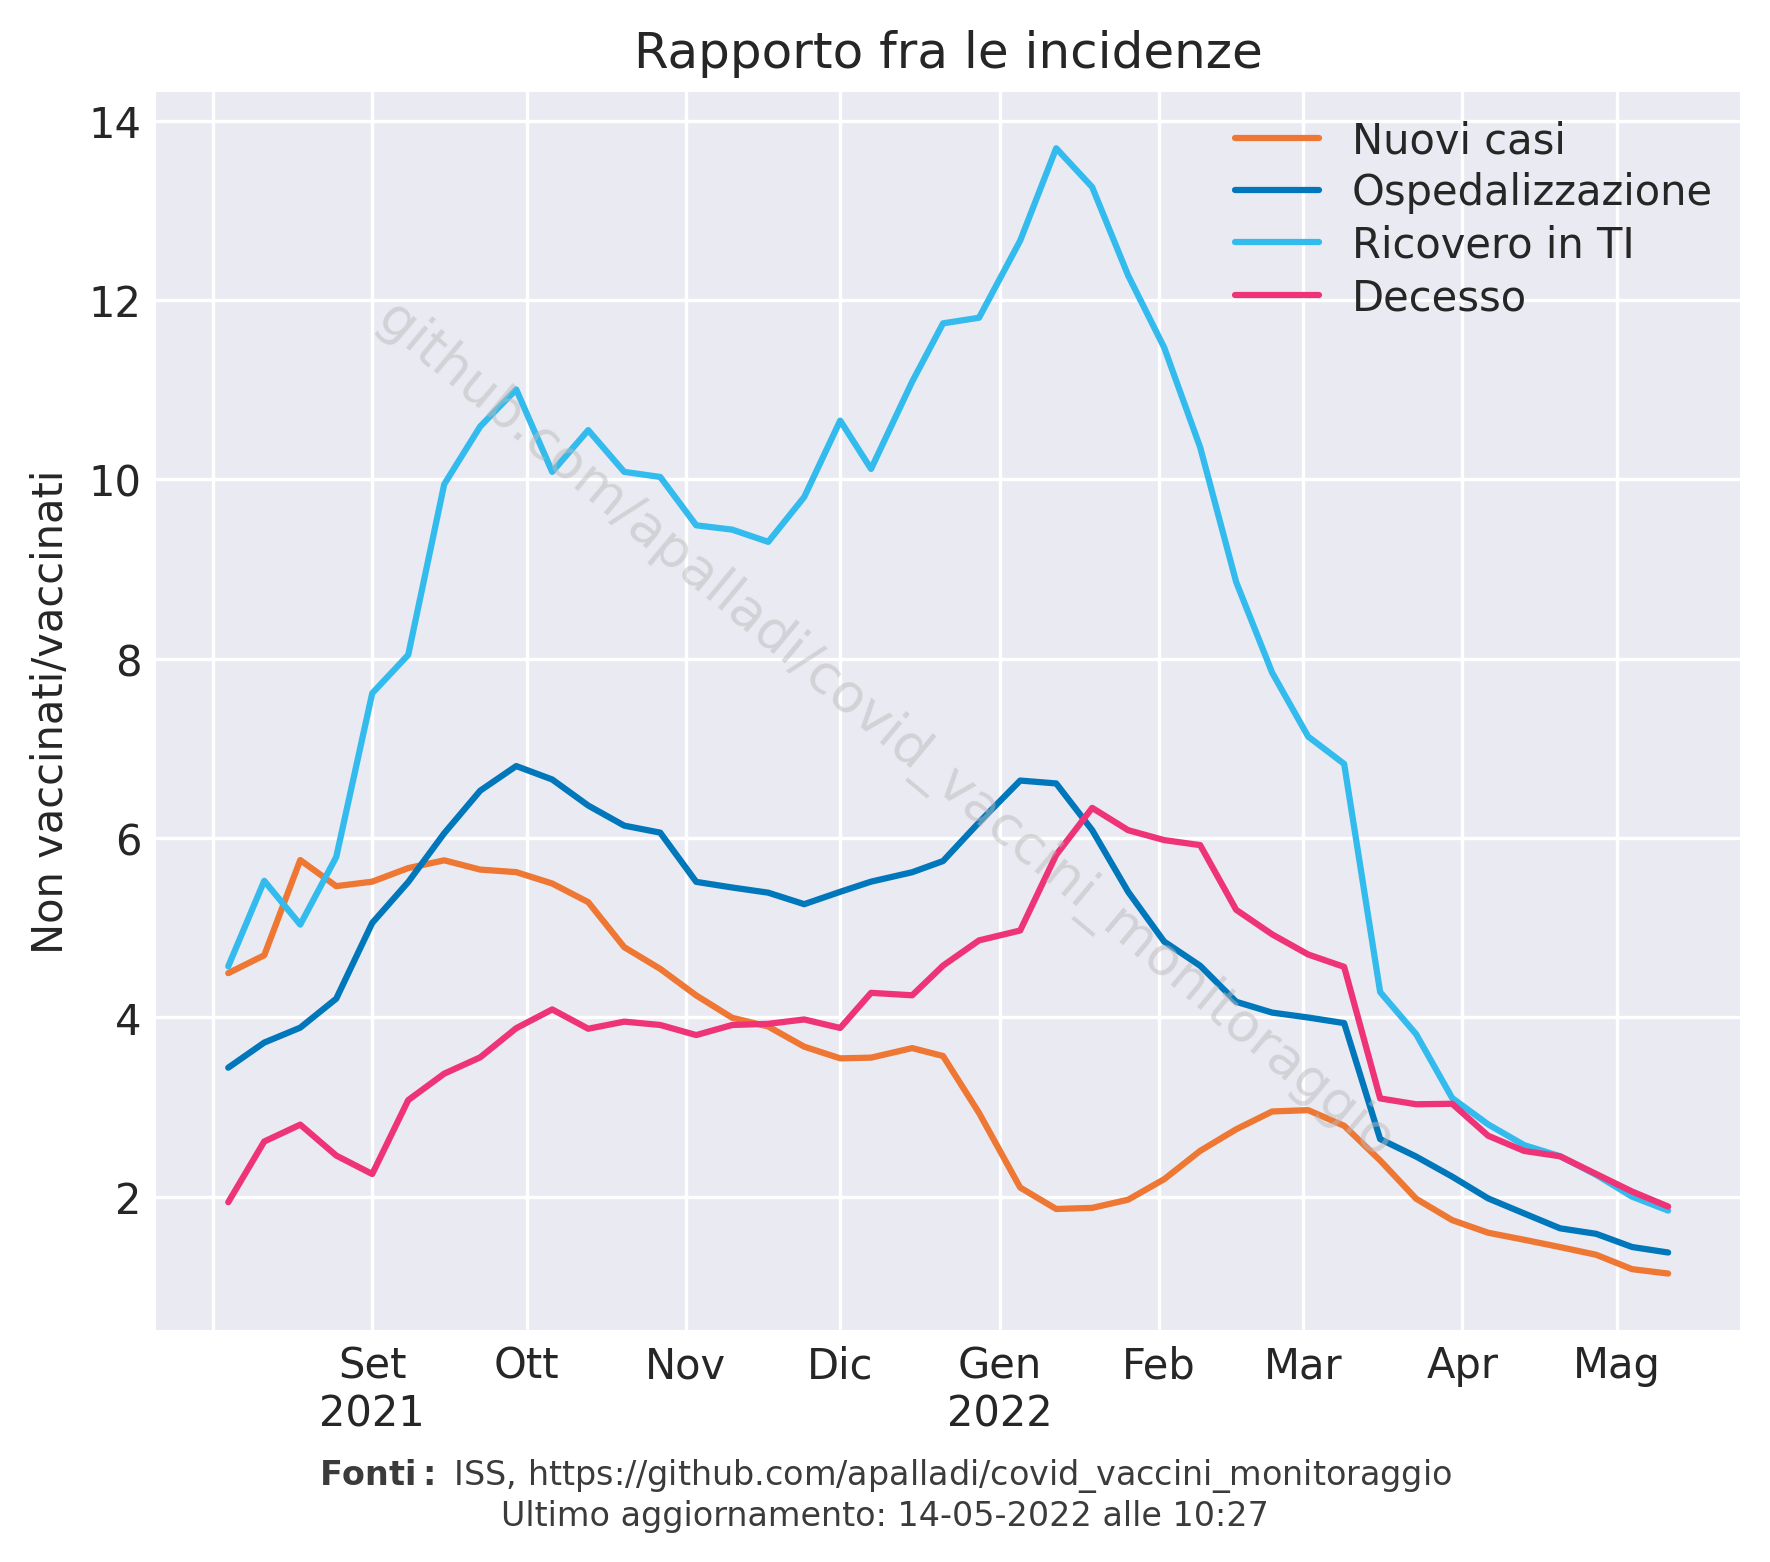 Rapporto fra le incidenze
Nuovi casi
Ospedalizzazione
Ricovero in TI
Decesso
Non vaccinati/vaccinati
14
12
10
8
6
4
2
github.com/apalladi/covid_vaccini_monitoraggio
Set Ott Nov Dic Gen Feb Mar Apr Mag
2021 2022
Fonti: ISS, https://github.com/apalladi/covid_vaccini_monitoraggio
Ultimo aggiornamento: 14-05-2022 alle 10:27